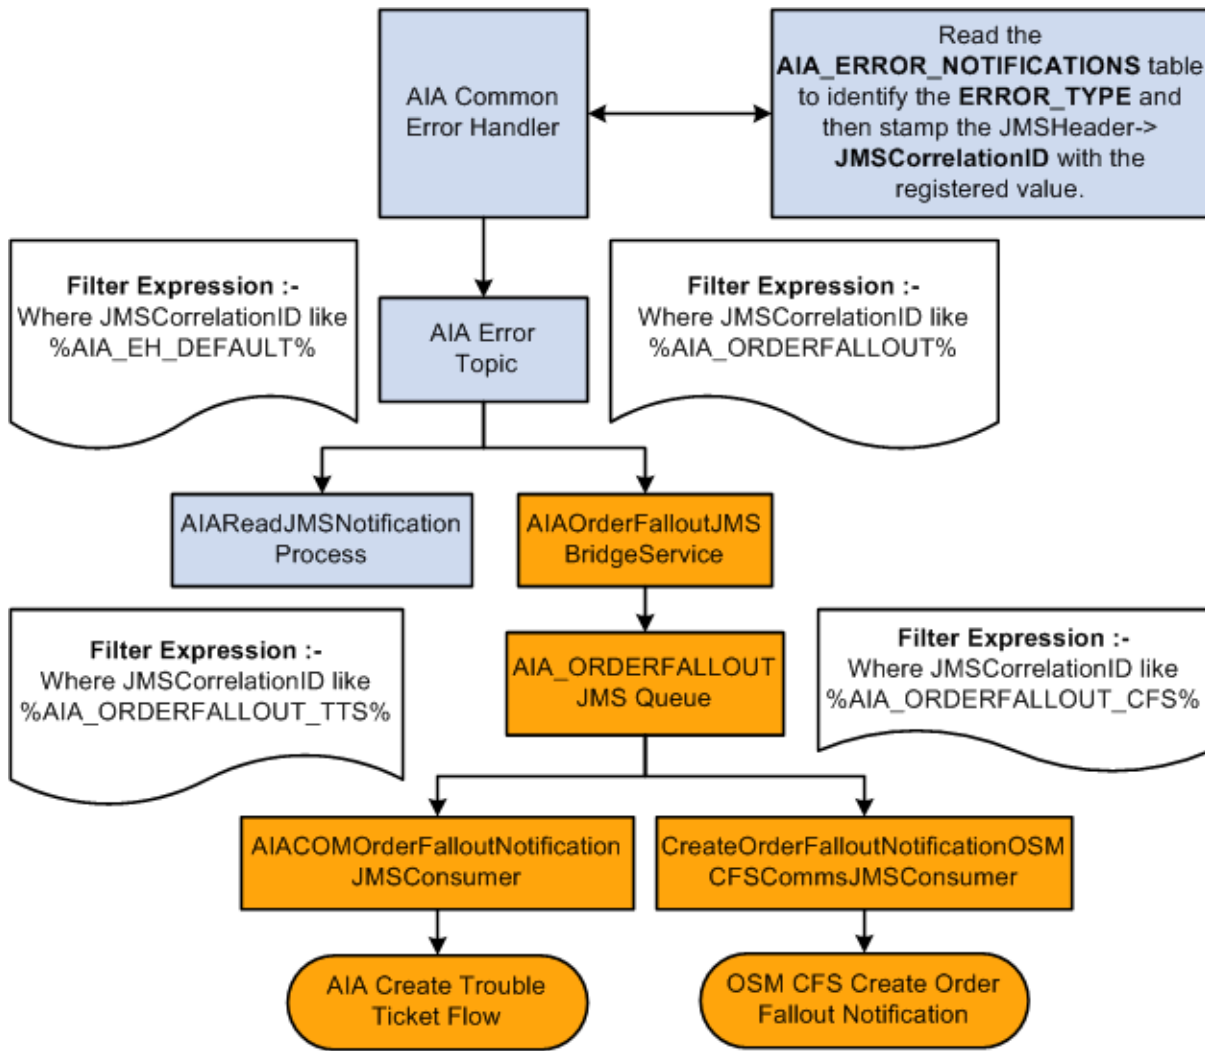 AIA Common
Error Handler
Read the
AIA_ERROR_NOTIFICATIONS table
to identify the ERROR_TYPE and
then stamp the JMSHeader->
JMSCorrelationID with the
registered value.
Filter Expression :-
Where JMSCorrelationID like
%AIA_EH_DEFAULT%
AIA Error
Topic
Filter Expression :-
Where JMSCorrelationID like
%AIA_ORDERFALLOUT%
AIAReadJMSNotification
Process
AIAOrderFalloutJMS
BridgeService
Filter Expression :-
Where JMSCorrelationID like
%AIA_ORDERFALLOUT_TTS%
AIA_ORDERFALLOUT
JMS Queue
Filter Expression :-
Where JMSCorrelationID like
%AIA_ORDERFALLOUT_CFS%
AIACOMOrderFalloutNotification
JMSConsumer
CreateOrderFalloutNotificationOSM
CFSCommsJMSConsumer
AIA Create Trouble
Ticket Flow
OSM CFS Create Order
Fallout Notification